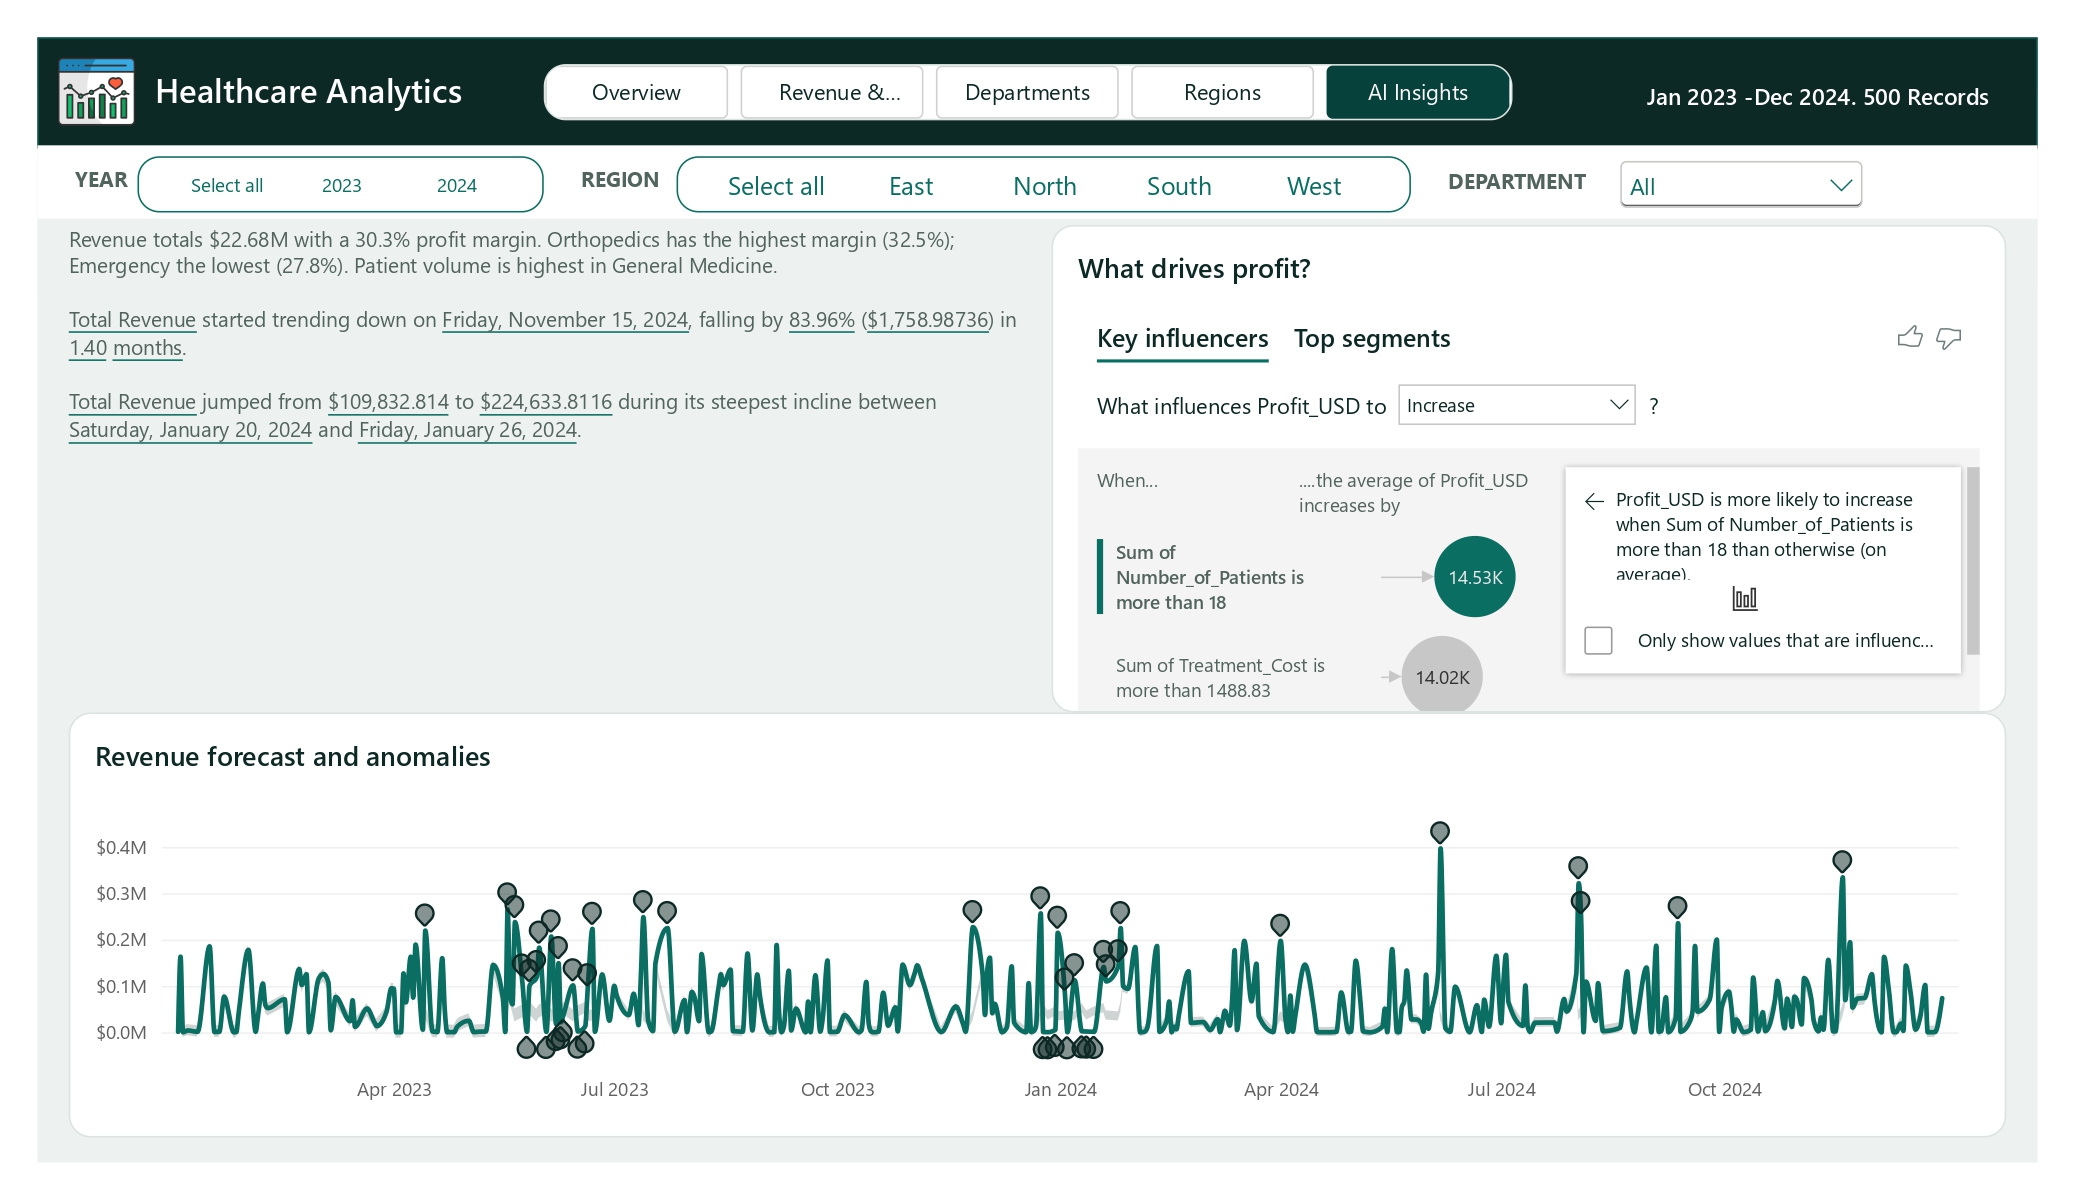 Healthcare Analytics
Overview
Revenue &...
Departments
Regions
AI Insights
Jan 2023 -Dec 2024. 500 Records
YEAR
Select all
2023
2024
REGION
Select all
East
North
South
West
DEPARTMENT
All
Revenue totals $22.68M with a 30.3% profit margin. Orthopedics has the highest margin (32.5%);
Emergency the lowest (27.8%). Patient volume is highest in General Medicine.
Total Revenue started trending down on Friday, November 15, 2024, falling by 83.96% ($1,758.98736) in
1.40 months.
Total Revenue jumped from $109,832.814 to $224,633.8116 during its steepest incline between
Saturday, January 20, 2024 and Friday, January 26, 2024.
What drives profit?
Key influencers
Top segments
What influences Profit_USD to
Increase
?
When...
....the average of Profit_USD
increases by
Sum of
Number_of_Patients is
more than 18
14.53K
Sum of Treatment_Cost is
more than 1488.83
14.02K
Profit_USD is more likely to increase
when Sum of Number_of_Patients is
more than 18 than otherwise (on
average).
Only show values that are influenc...
Revenue forecast and anomalies
$0.4M
$0.3M
$0.2M
$0.1M
$0.0M
Apr 2023
Jul 2023
Oct 2023
Jan 2024
Apr 2024
Jul 2024
Oct 2024